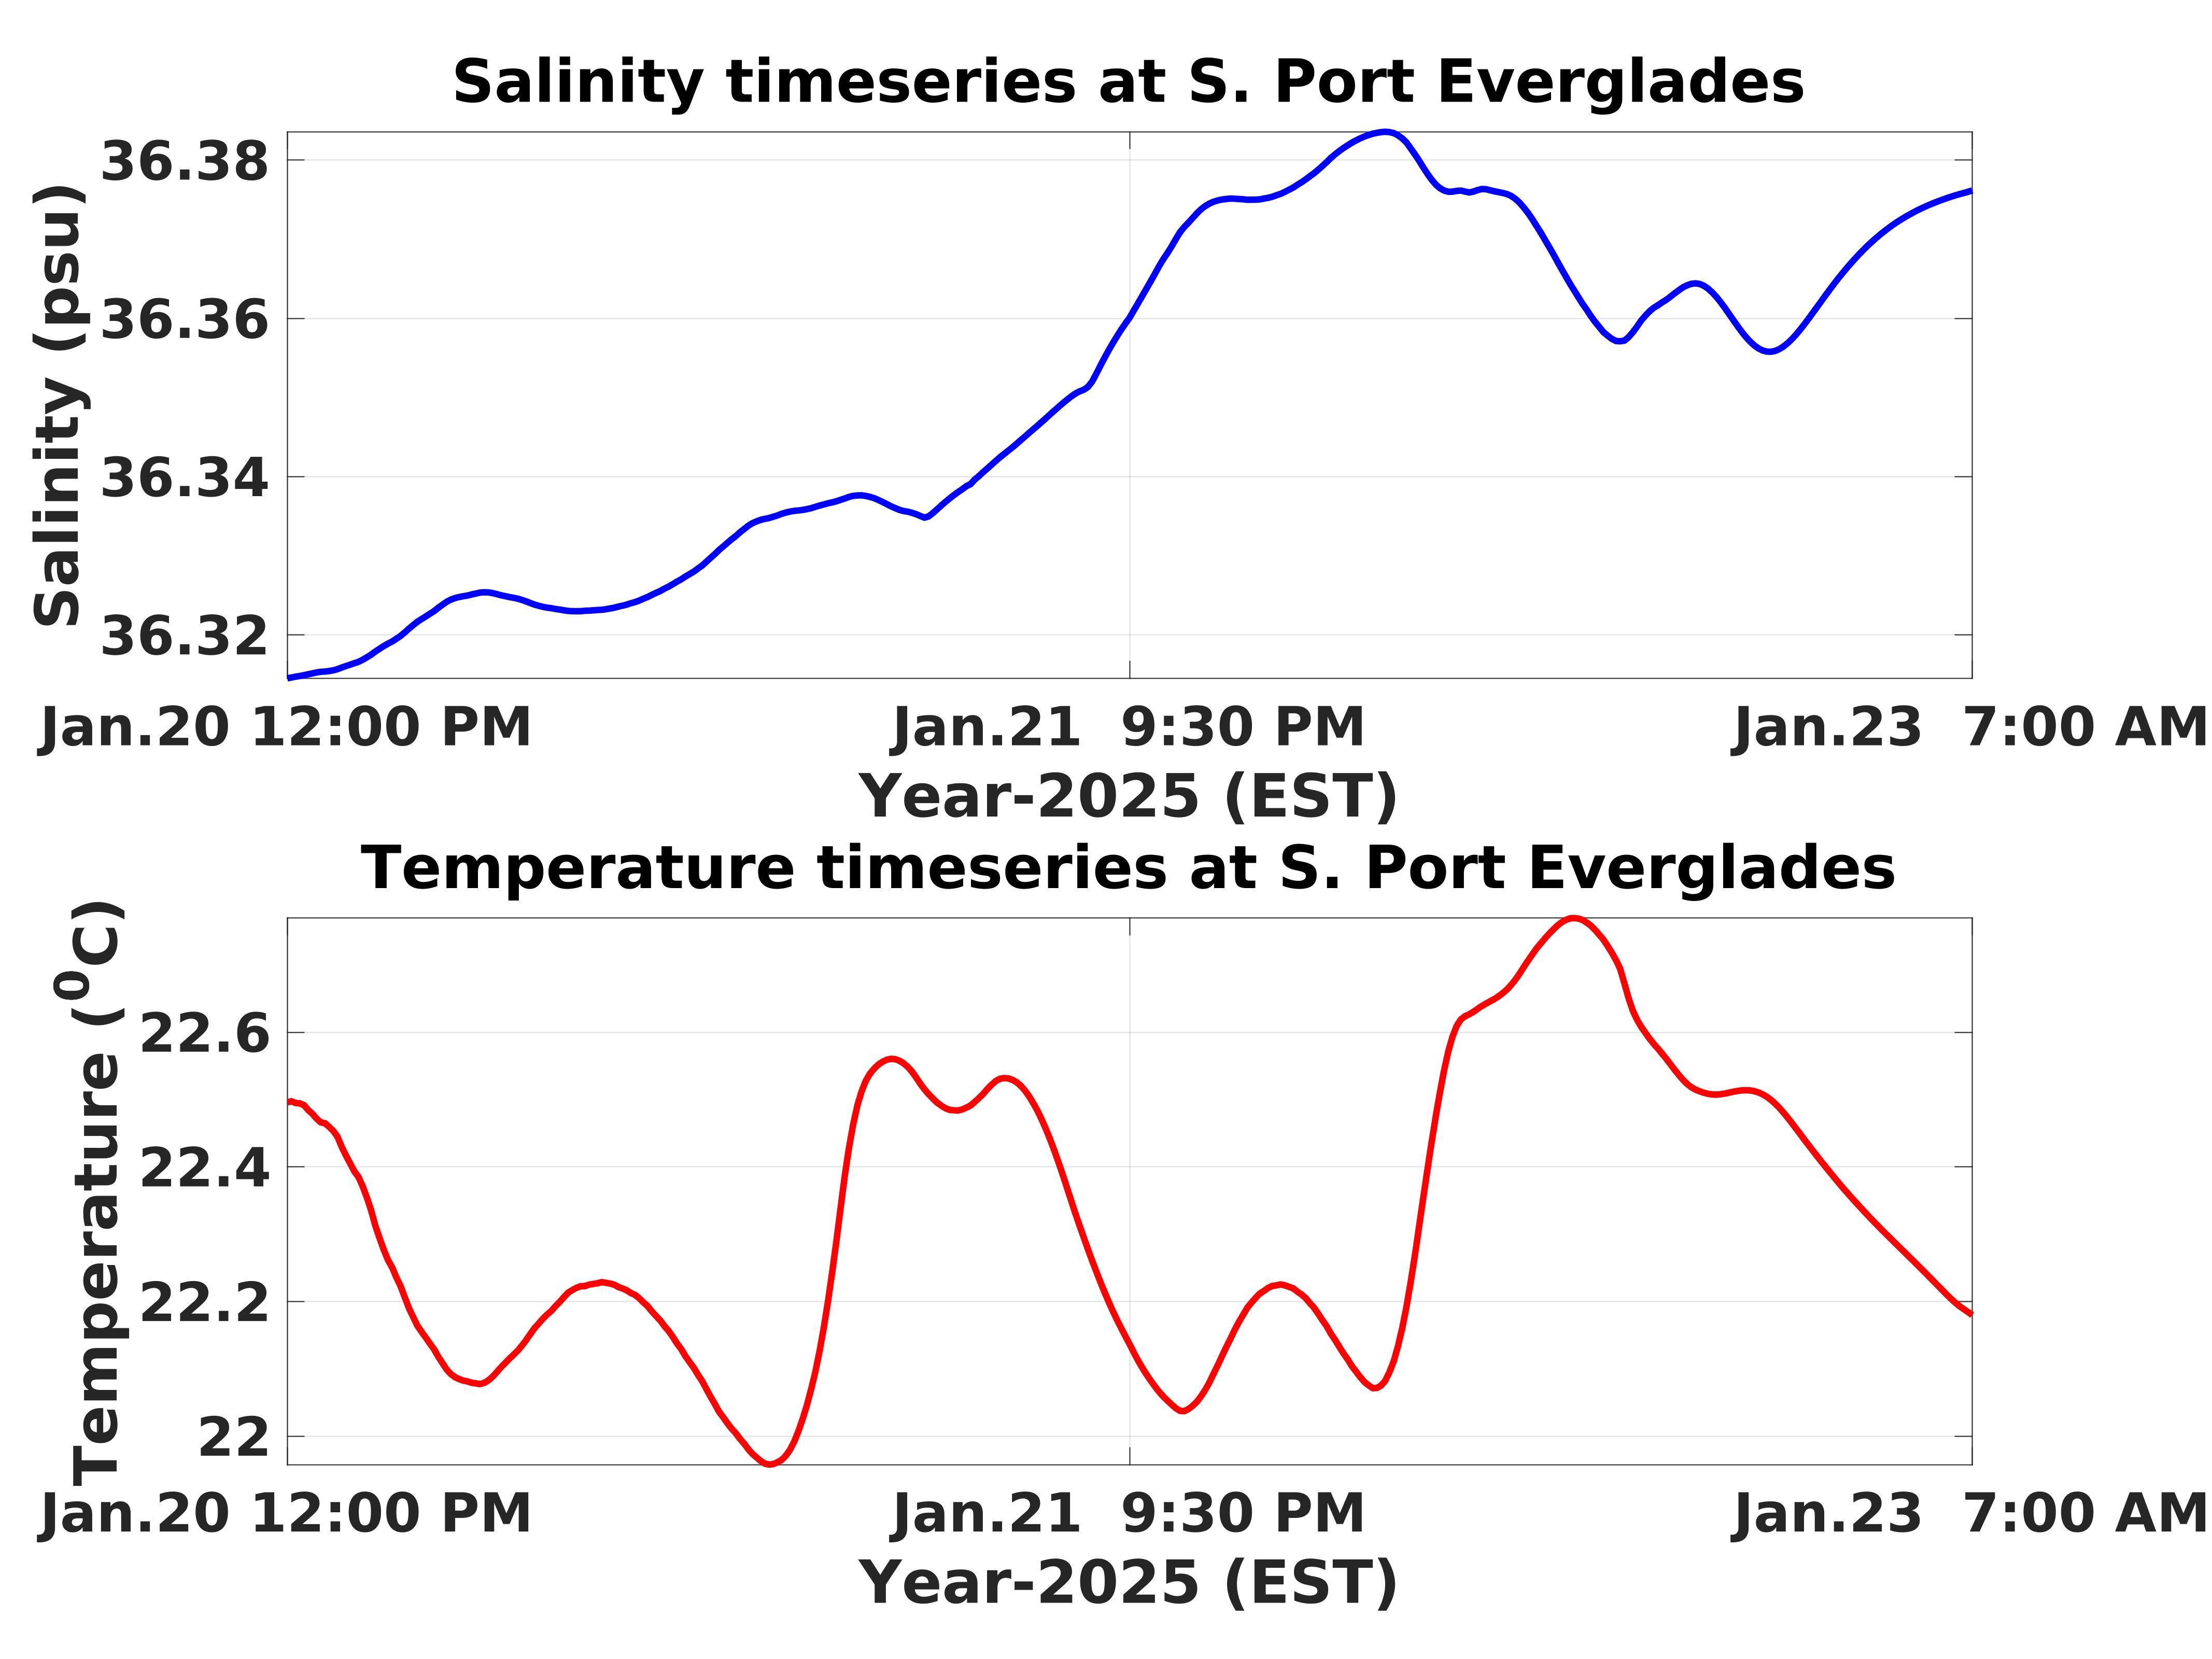 Salinity timeseries at S. Port Everglades
Salinity (psu)
36.38
36.36
36.34
36.32
Jan.20 12:00 PM Jan.21  9:30 PM Jan.23  7:00 AM
Year-2025 (EST)
Temperature timeseries at S. Port Everglades
Temperature (⁰C)
22.6
22.4
22.2
22
Jan.20 12:00 PM Jan.21  9:30 PM Jan.23  7:00 AM
Year-2025 (EST)